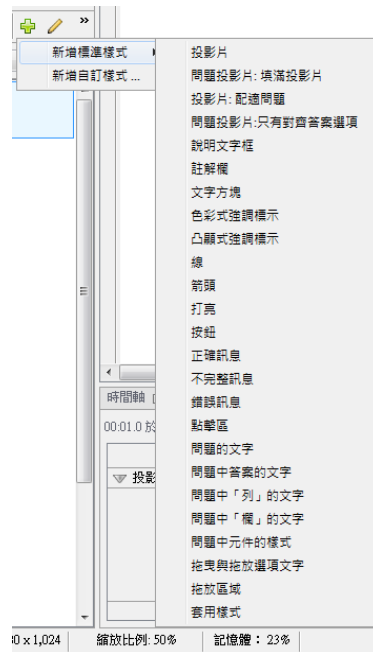 »
新增標準樣式
新增自訂樣式 ...
投影片
問題投影片: 填滿投影片
投影片: 配適問題
問題投影片:只有對齊答案選項
說明文字框
註解欄
文字方塊
色彩式強調標示
凸顯式強調標示
線
箭頭
打亮
按鈕
正確訊息
不完整訊息
錯誤訊息
點擊區
問題的文字
問題中答案的文字
問題中「列」的文字
問題中「欄」的文字
問題中元件的樣式
拖曳與拖放選項文字
拖放區域
套用樣式
時間軸
00:01.0 於
投影
0 x 1,024
縮放比例: 50%
記憶體： 23%